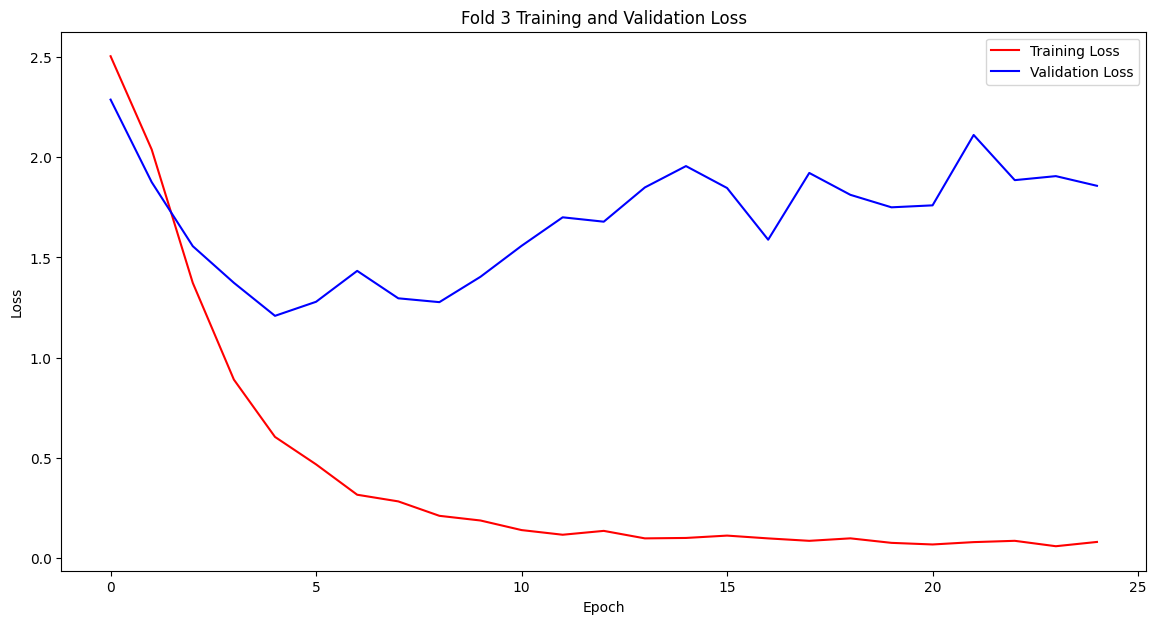 Fold 3 Training and Validation Loss
Training Loss
Validation Loss
2.5
2.0
1.5
1.0
0.5
0.0
Loss
0 5 10 15 20 25
Epoch